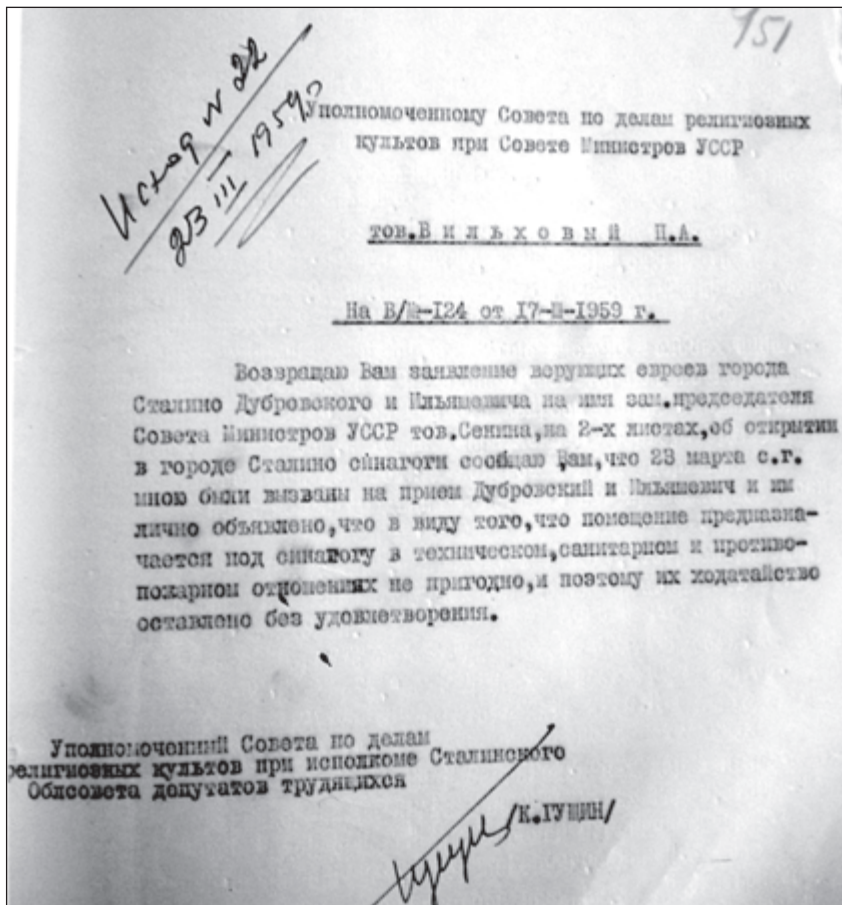 951
Исход N 22
23 III 1959
Уполномоченному Совета по делам религиозных
культов при Совете Министров УССР
тов.В и л ь х о в ы й П.А.
На В/№-124 от 17-Ш-1959 г.
Возвращаю Вам заявление верующих евреев города
Сталино Дубровского и Ильяшевича на имя зам.председателя
Совета Министров УССР тов.Сенина,на 2-х листах,об открытии
в городе Сталино синагоги сообщаю Вам,что 23 марта с.г.
мною были вызваны на прием Дубровский и Ильяшевич и им
лично объявлено,что в виду того,что помещение предназна-
чается под синагогу в техническом,санитарном и противо-
пожарном отношениях не пригодно,и поэтому их ходатайство
оставлено без удовлетворения.
Уполномоченний Совета по делам
религиозных культов при исполкоме Сталинского
Облсовета депутатов трудящихся
/К.ГУЩИН/